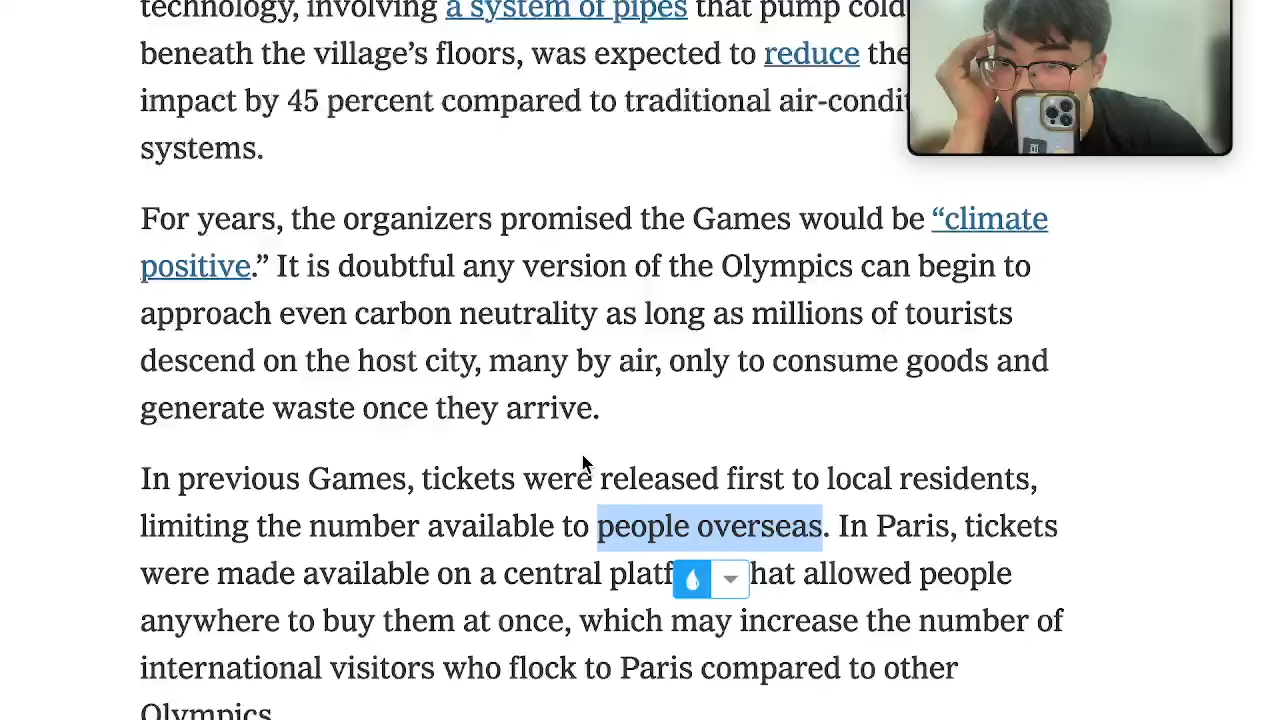 technology, involving a system of pipes that pump cold
beneath the village’s floors, was expected to reduce the
impact by 45 percent compared to traditional air-condit
systems.
For years, the organizers promised the Games would be “climate
positive.” It is doubtful any version of the Olympics can begin to
approach even carbon neutrality as long as millions of tourists
descend on the host city, many by air, only to consume goods and
generate waste once they arrive.
In previous Games, tickets were released first to local residents,
limiting the number available to people overseas. In Paris, tickets
were made available on a central platf hat allowed people
anywhere to buy them at once, which may increase the number of
international visitors who flock to Paris compared to other
Olympics.